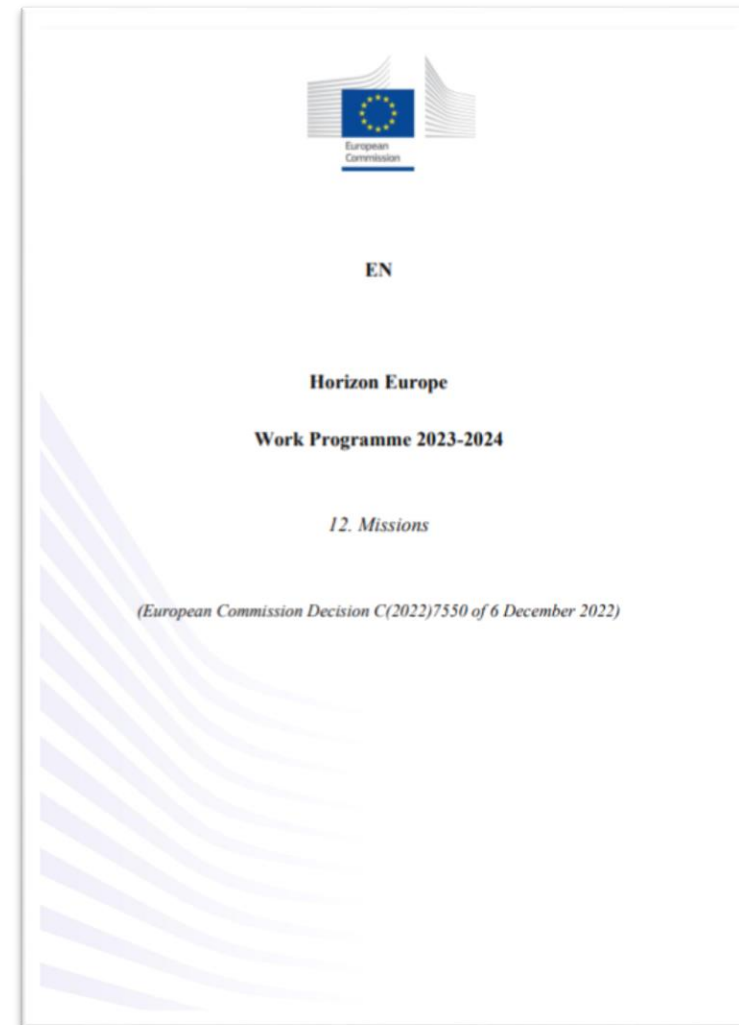 European
Commission
EN
Horizon Europe
Work Programme 2023-2024
12. Missions
(European Commission Decision C(2022)7550 of 6 December 2022)